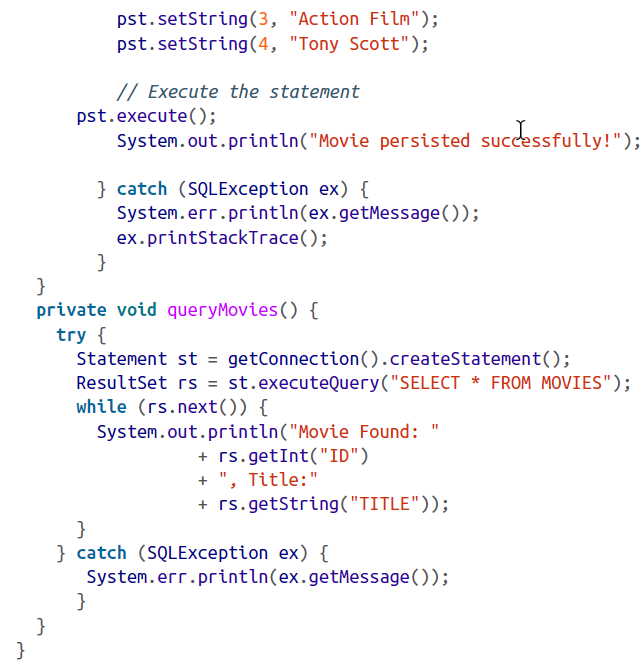 pst.setString(3, "Action Film");
pst.setString(4, "Tony Scott");
// Execute the statement
pst.execute();
System.out.println("Movie persisted successfully!");
} catch (SQLException ex) {
System.err.println(ex.getMessage());
ex.printStackTrace();
}
}
private void queryMovies() {
try {
Statement st = getConnection().createStatement();
ResultSet rs = st.executeQuery("SELECT * FROM MOVIES");
while (rs.next()) {
System.out.println("Movie Found: "
+ rs.getInt("ID")
+ ", Title:"
+ rs.getString("TITLE"));
}
} catch (SQLException ex) {
System.err.println(ex.getMessage());
}
}
}